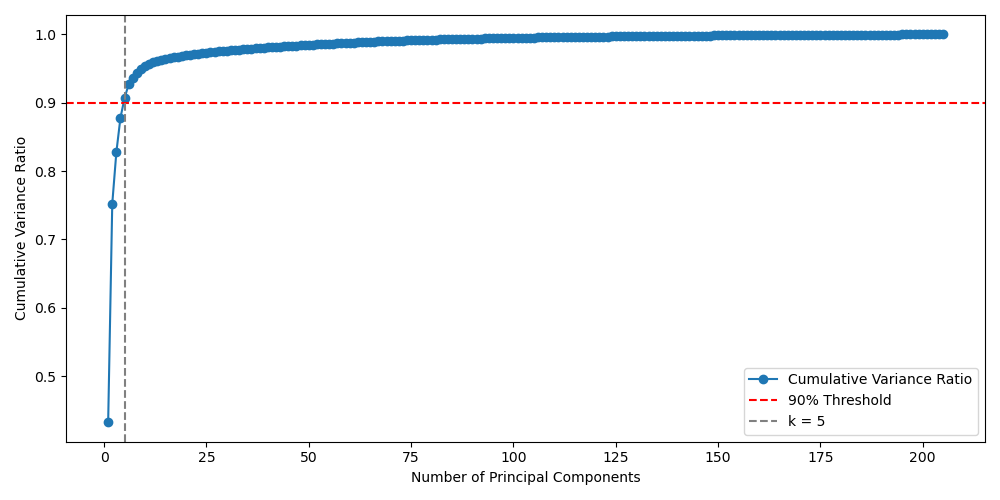 1.0
0.9
0.8
0.7
0.6
0.5
Cumulative Variance Ratio
Cumulative Variance Ratio
90% Threshold
k = 5
0 25 50 75 100 125 150 175 200
Number of Principal Components